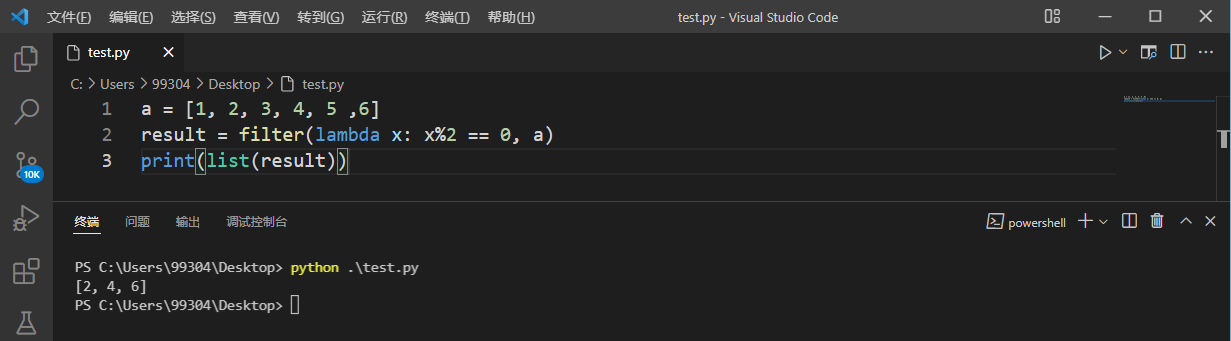 文件(F) 编辑(E) 选择(S) 查看(V) 转到(G) 运行(R) 终端(T) 帮助(H) test.py - Visual Studio Code
test.py
C: > Users > 99304 > Desktop > test.py
1 a = [1, 2, 3, 4, 5 ,6]
2 result = filter(lambda x: x%2 == 0, a)
3 print(list(result))
10K
终端 问题 输出 调试控制台 powershell
PS C:\Users\99304\Desktop> python .\test.py
[2, 4, 6]
PS C:\Users\99304\Desktop>